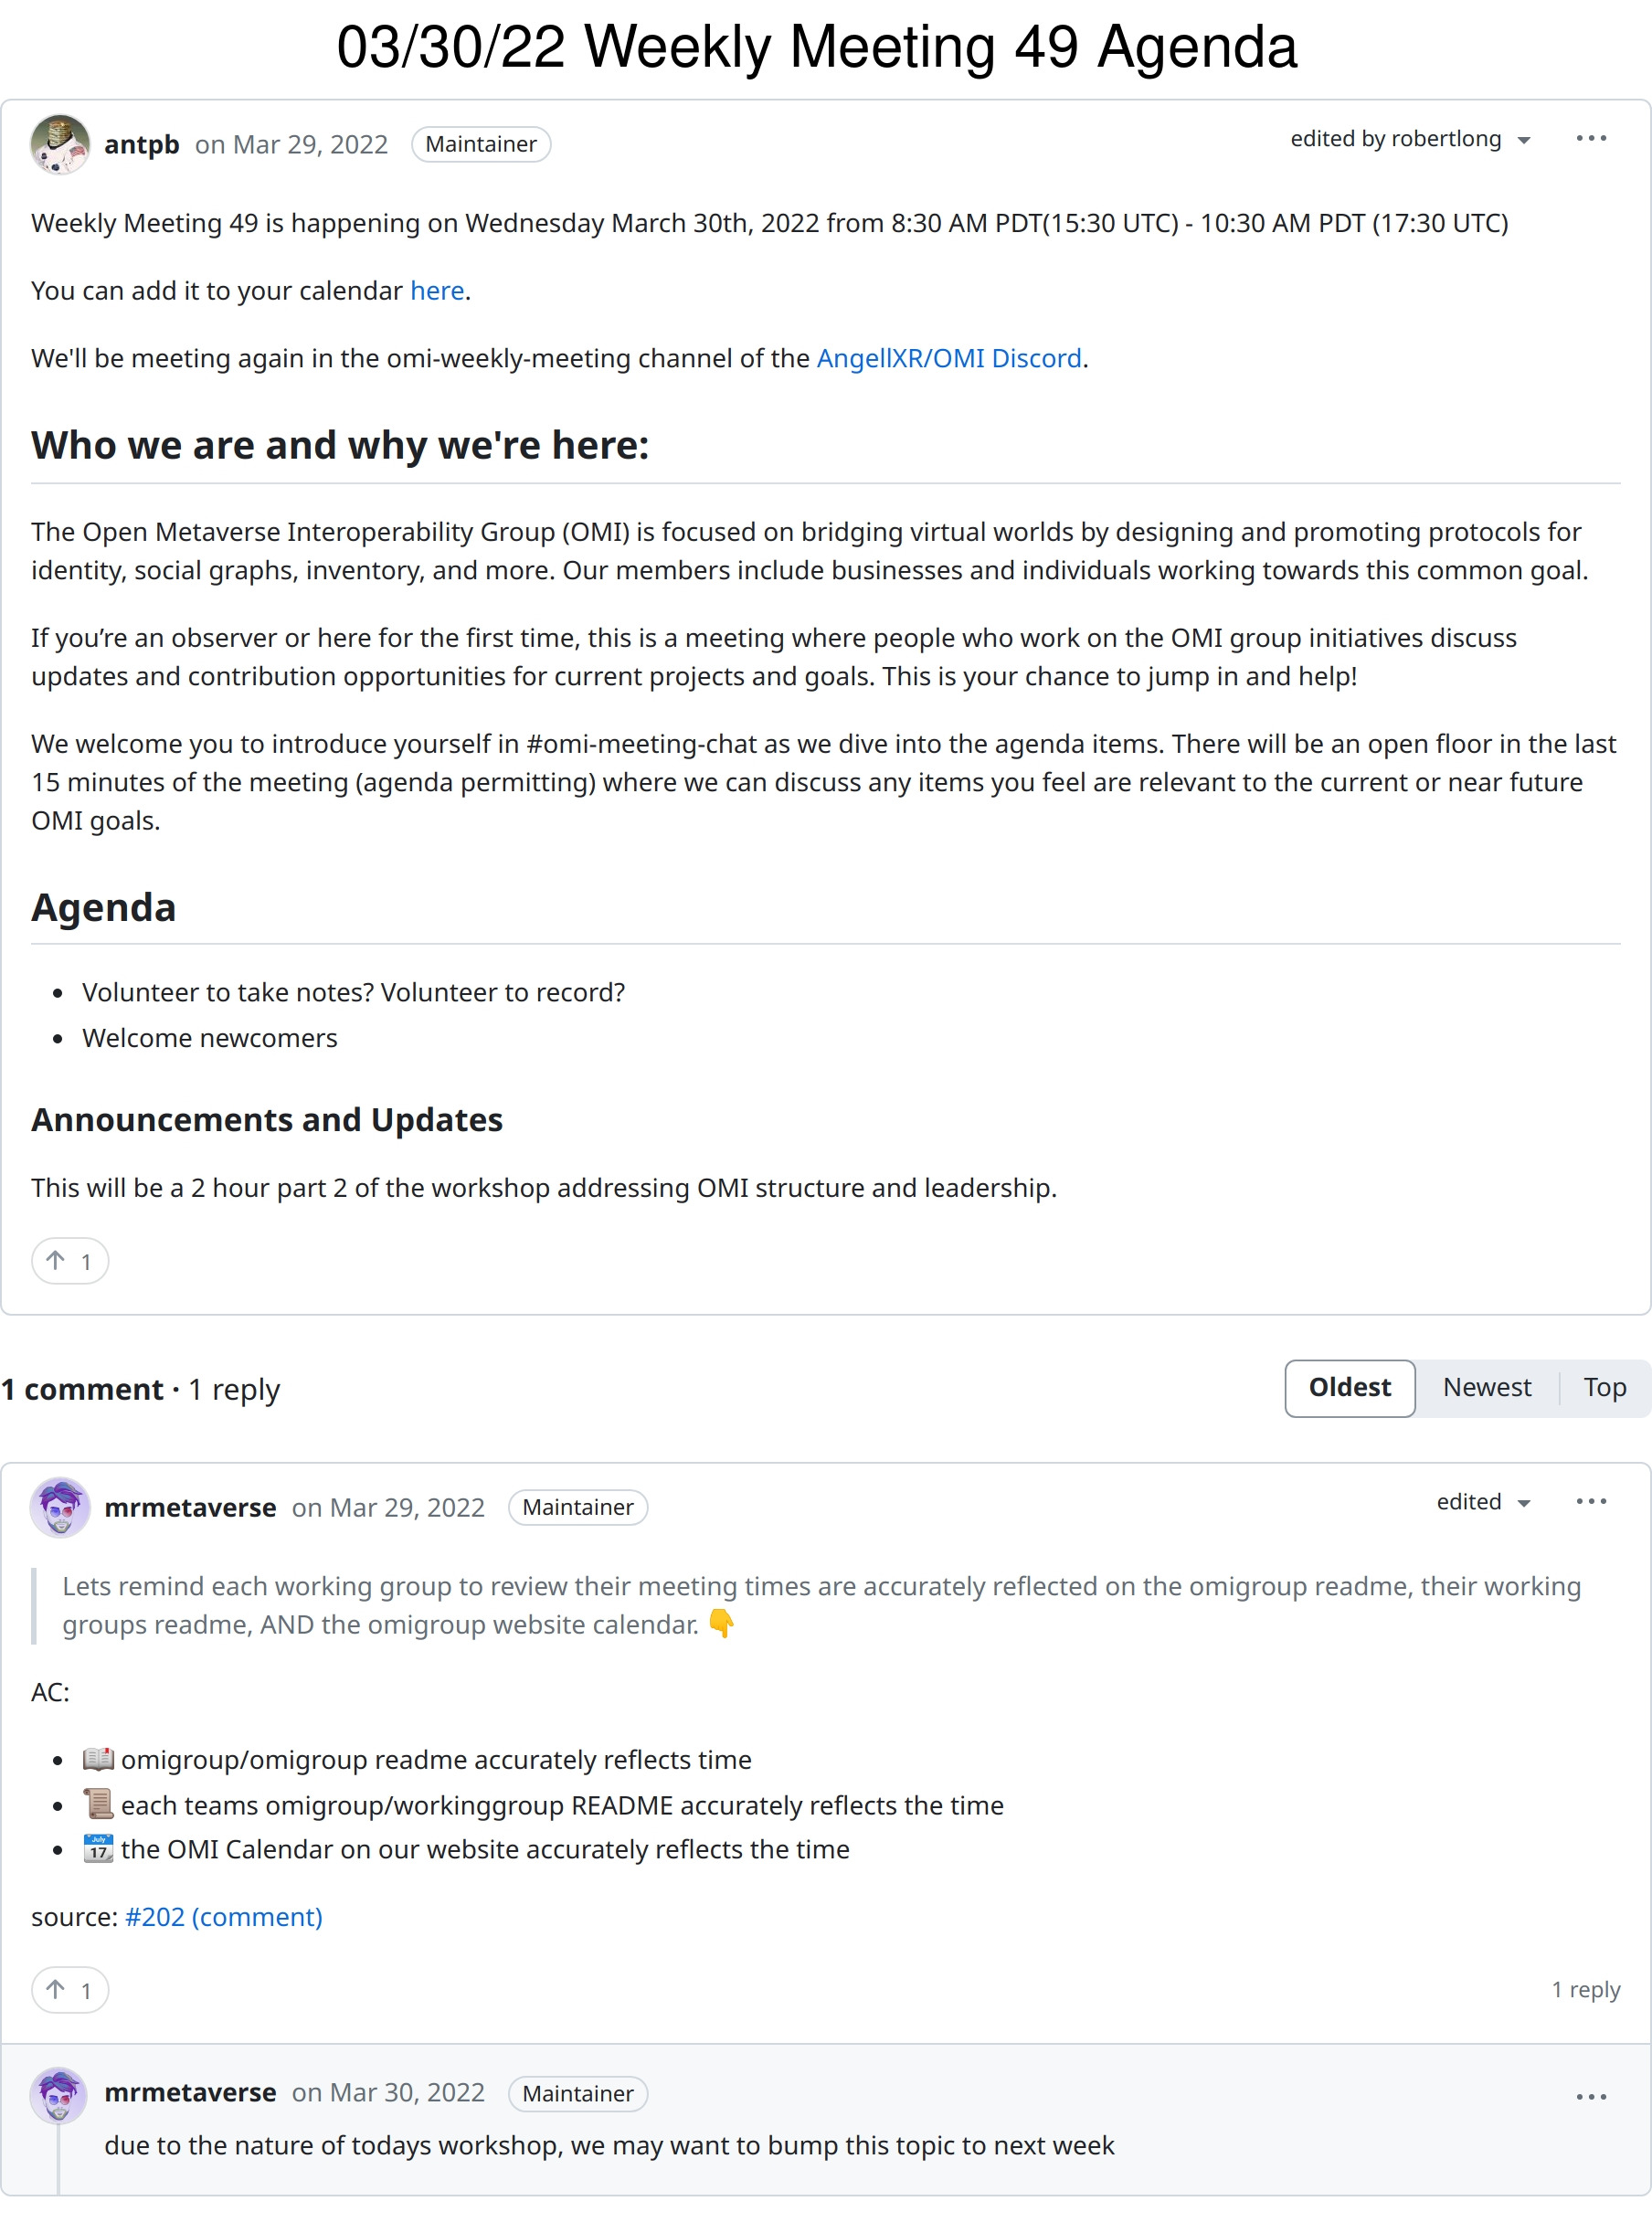 03/30/22 Weekly Meeting 49 Agenda
antpb on Mar 29, 2022 Maintainer edited by robertlong
Weekly Meeting 49 is happening on Wednesday March 30th, 2022 from 8:30 AM PDT(15:30 UTC) - 10:30 AM PDT (17:30 UTC)
You can add it to your calendar here.
We'll be meeting again in the omi-weekly-meeting channel of the AngellXR/OMI Discord.
Who we are and why we're here:
The Open Metaverse Interoperability Group (OMI) is focused on bridging virtual worlds by designing and promoting protocols for
identity, social graphs, inventory, and more. Our members include businesses and individuals working towards this common goal.
If you’re an observer or here for the first time, this is a meeting where people who work on the OMI group initiatives discuss
updates and contribution opportunities for current projects and goals. This is your chance to jump in and help!
We welcome you to introduce yourself in #omi-meeting-chat as we dive into the agenda items. There will be an open floor in the last
15 minutes of the meeting (agenda permitting) where we can discuss any items you feel are relevant to the current or near future
OMI goals.
Agenda
• Volunteer to take notes? Volunteer to record?
• Welcome newcomers
Announcements and Updates
This will be a 2 hour part 2 of the workshop addressing OMI structure and leadership.
↑ 1
1 comment · 1 reply Oldest Newest Top
mrmetaverse on Mar 29, 2022 Maintainer edited
Lets remind each working group to review their meeting times are accurately reflected on the omigroup readme, their working
groups readme, AND the omigroup website calendar. 👇
AC:
• 📖 omigroup/omigroup readme accurately reflects time
• 📜 each teams omigroup/workinggroup README accurately reflects the time
• 📅 the OMI Calendar on our website accurately reflects the time
source: #202 (comment)
↑ 1 1 reply
mrmetaverse on Mar 30, 2022 Maintainer
due to the nature of todays workshop, we may want to bump this topic to next week